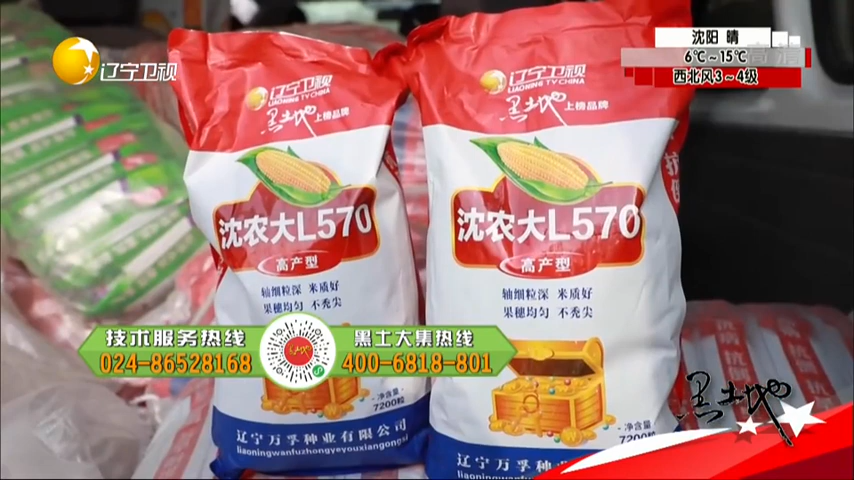 辽宁卫视
沈阳 晴
6℃～15℃
西北风3～4级
高清
辽宁卫视
LIAONING TV CHINA
黑土地上榜品牌
沈农大L570
高产型
轴细粒深 米质好
果穗均匀 不秃尖
净含量
7200粒
辽宁万孚种业有限公司
liaoningwanfuzhongyeyouxiangongsi
辽宁卫视
LIAONING TV CHINA
黑土地上榜品牌
沈农大L570
高产型
轴细粒深 米质好
果穗均匀 不秃尖
净含量
7200粒
辽宁万孚种业有限公司
技术服务热线
024-86528168
黑土大集热线
400-6818-801
黑土地